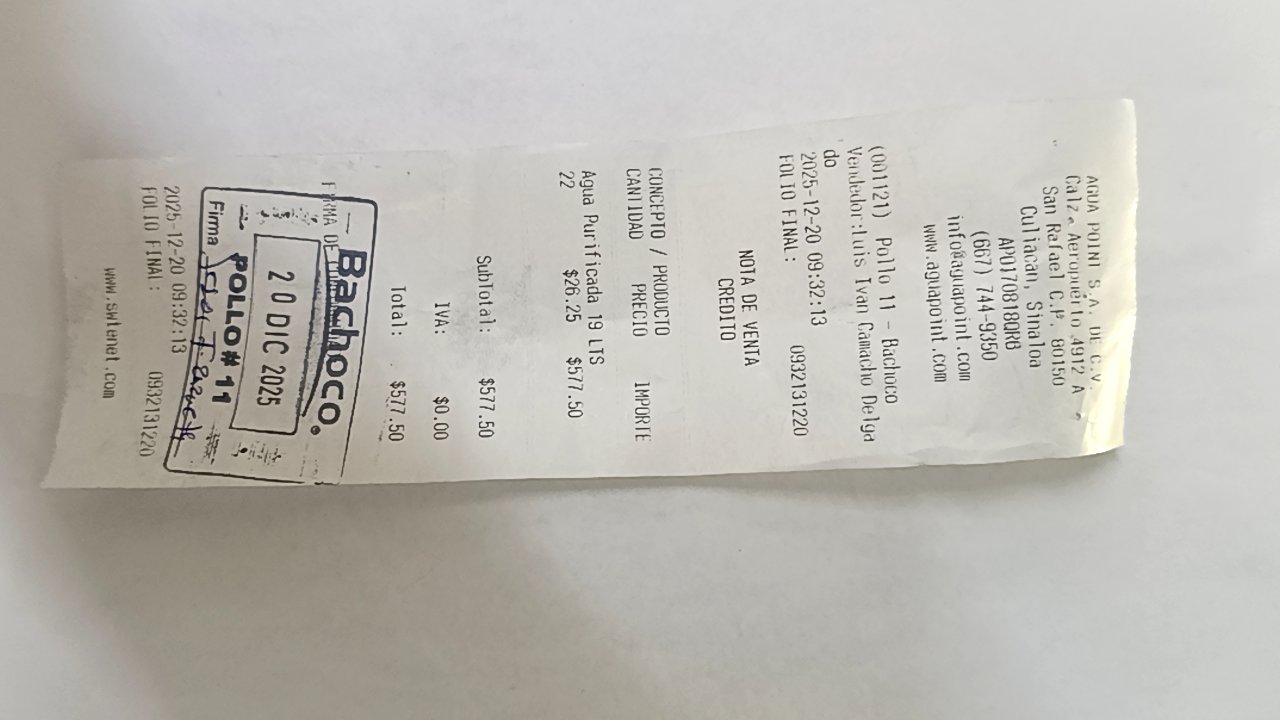 AGUA POINT S.A. DE C.V.
Calz. Aeropuerto 4912 A
San Rafael C.P. 80150
Culiacán, Sinaloa
APO170818QR8
(667) 744-9350
info@aguapoint.com
www.aguapoint.com
(001121) Pollo 11 - Bachoco
Vendedor:Luis Ivan Camacho Delga
do
2025-12-20 09:32:13
FOLIO FINAL: 0932131220
NOTA DE VENTA
CREDITO
CONCEPTO / PRODUCTO
CANTIDAD PRECIO IMPORTE
Agua Purificada 19 LTS
22 $26.25 $577.50
SubTotal: $577.50
IVA: $0.00
Total: $577.50
Bachoco.
FIRMA DE
20 DIC 2025
POLLO # 11
Firma
2025-12-20 09:32:13
FOLIO FINAL: 0932131220
www.swtenet.com